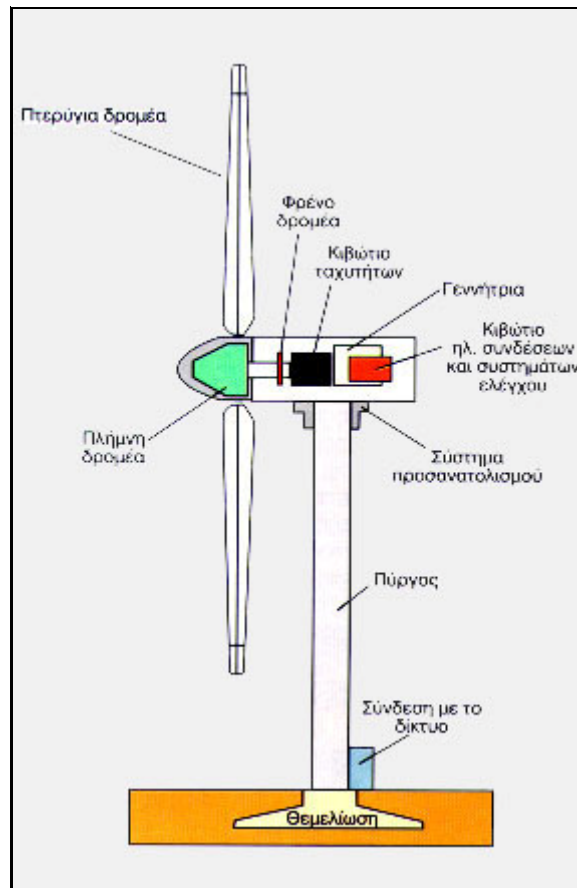 Πτερύγια δρομέα
Φρένο
δρομέα
Κιβώτιο
ταχυτήτων
Γεννήτρια
Κιβώτιο
ηλ. συνδέσεων
και συστημάτων
ελέγχου
Πλήμνη
δρομέα
Σύστημα
προσανατολισμού
Πύργος
Σύνδεση με το
δίκτυο
Θεμελίωση